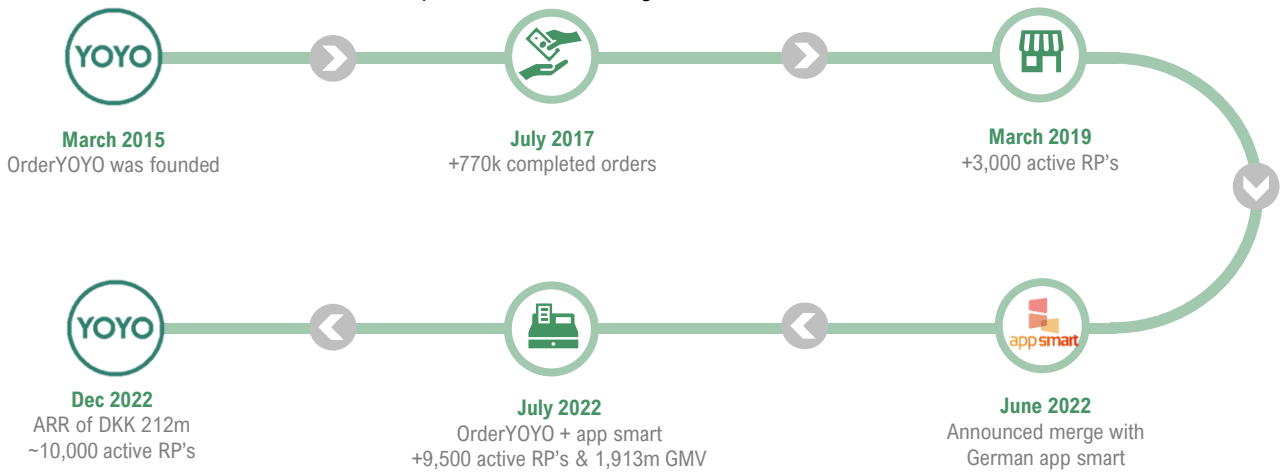 YOYO
March 2015
OrderYOYO was founded
July 2017
+770k completed orders
March 2019
+3,000 active RP's
app smart
June 2022
Announced merge with
German app smart
July 2022
OrderYOYO + app smart
+9,500 active RP's & 1,913m GMV
YOYO
Dec 2022
ARR of DKK 212m
~10,000 active RP's